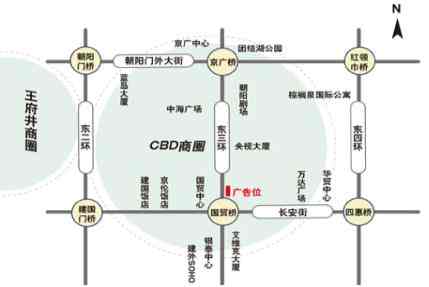 N
京广中心
团结湖公园
朝阳门桥
朝阳门外大街
京广桥
红领巾桥
蓝岛大厦
朝阳剧场
棕榈泉国际公寓
王府井商圈
中海广场
东二环
东三环
东四环
CBD商圈
央视大厦
建国饭店
京伦饭店
国贸中心
广告位
万达广场
华贸中心
建国门桥
国贸桥
长安街
四惠桥
建外SOHO
银泰中心
艾维克大厦